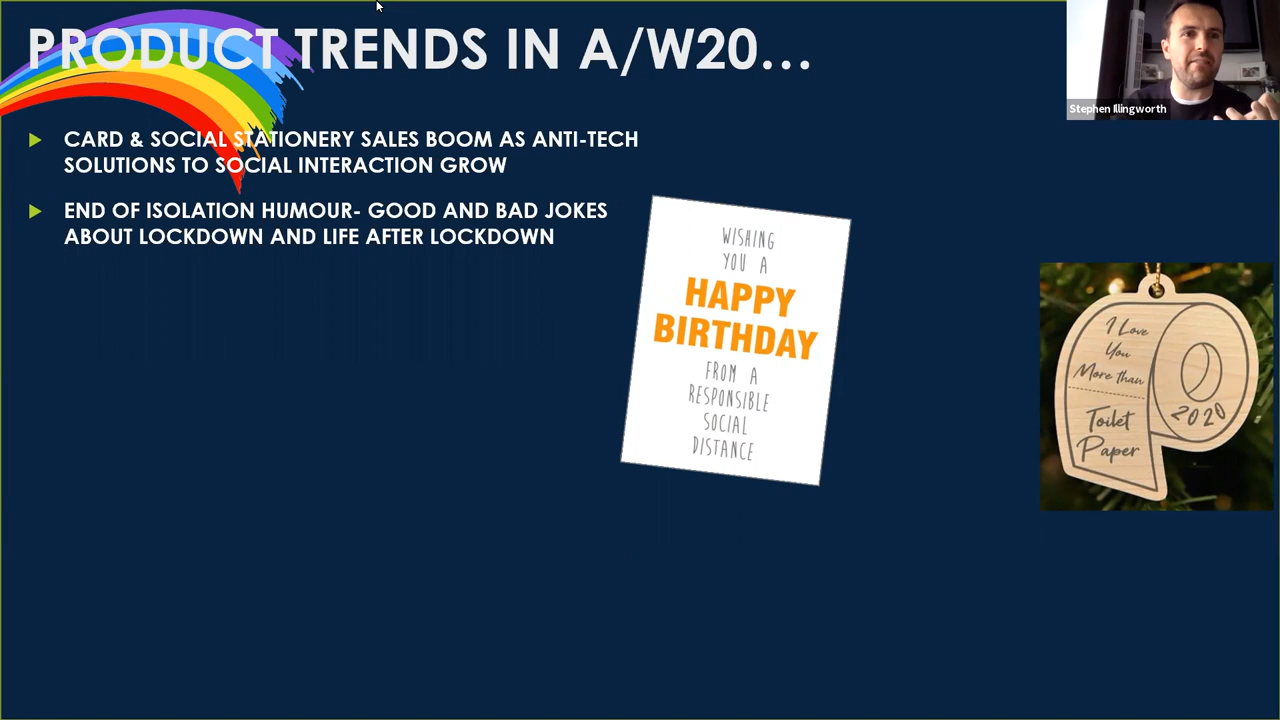 PRODUCT TRENDS IN A/W20...
Stephen Illingworth
CARD & SOCIAL STATIONERY SALES BOOM AS ANTI-TECH
SOLUTIONS TO SOCIAL INTERACTION GROW
END OF ISOLATION HUMOUR- GOOD AND BAD JOKES
ABOUT LOCKDOWN AND LIFE AFTER LOCKDOWN
WISHING
YOU A
HAPPY
BIRTHDAY
FROM A
RESPONSIBLE
SOCIAL
DISTANCE
I Love
You
More than
Toilet
Paper
2020